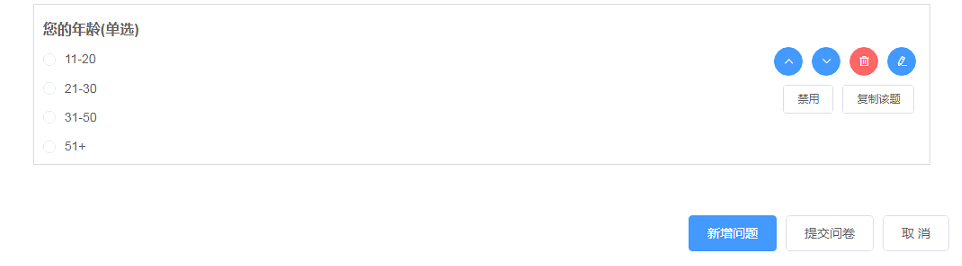 您的年龄(单选)
11-20
21-30
31-50
51+
禁用 复制该题
新增问题 提交问卷 取 消